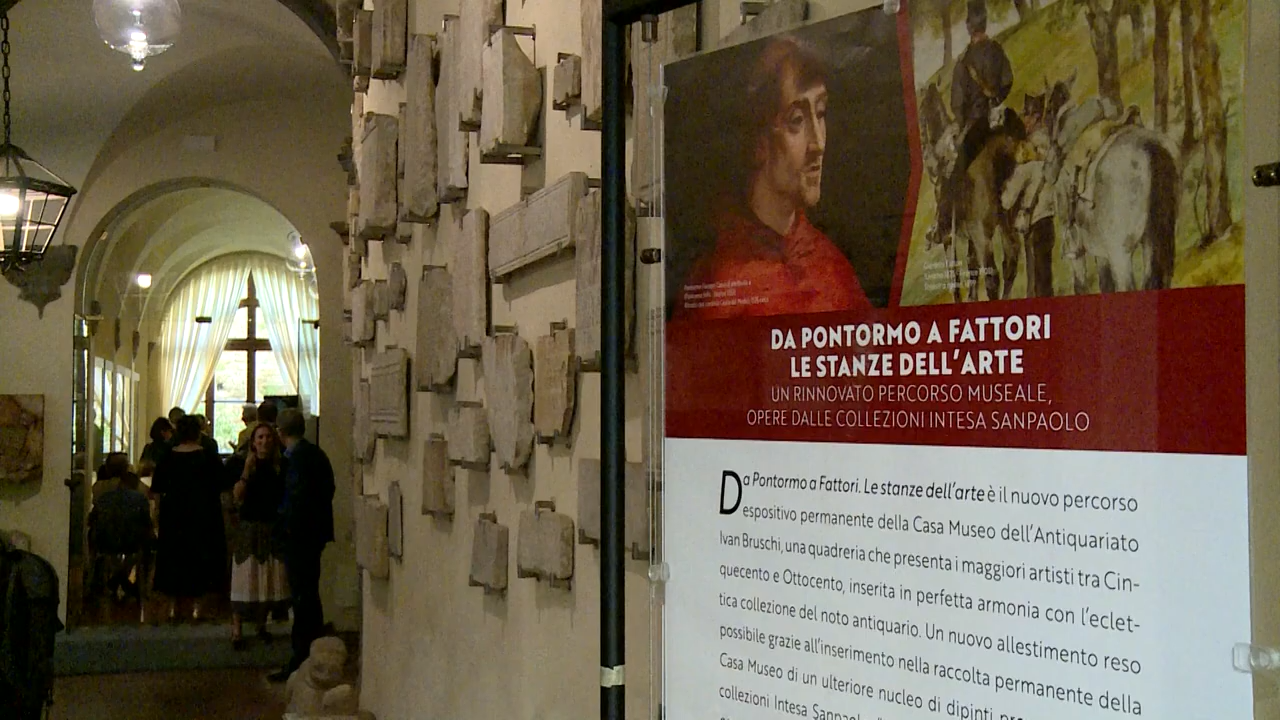 DA PONTORMO A FATTORI
LE STANZE DELL'ARTE
UN RINNOVATO PERCORSO MUSEALE,
OPERE DALLE COLLEZIONI INTESA SANPAOLO
Da Pontormo a Fattori. Le stanze dell'arte è il nuovo percorso
espositivo permanente della Casa Museo dell'Antiquariato
Ivan Bruschi, una quadreria che presenta i maggiori artisti tra Cin-
quecento e Ottocento, inserita in perfetta armonia con l'eclet-
tica collezione del noto antiquario. Un nuovo allestimento reso
possibile grazie all'inserimento nella raccolta permanente della
Casa Museo di un ulteriore nucleo di dipinti
collezioni Intesa Sanpaolo